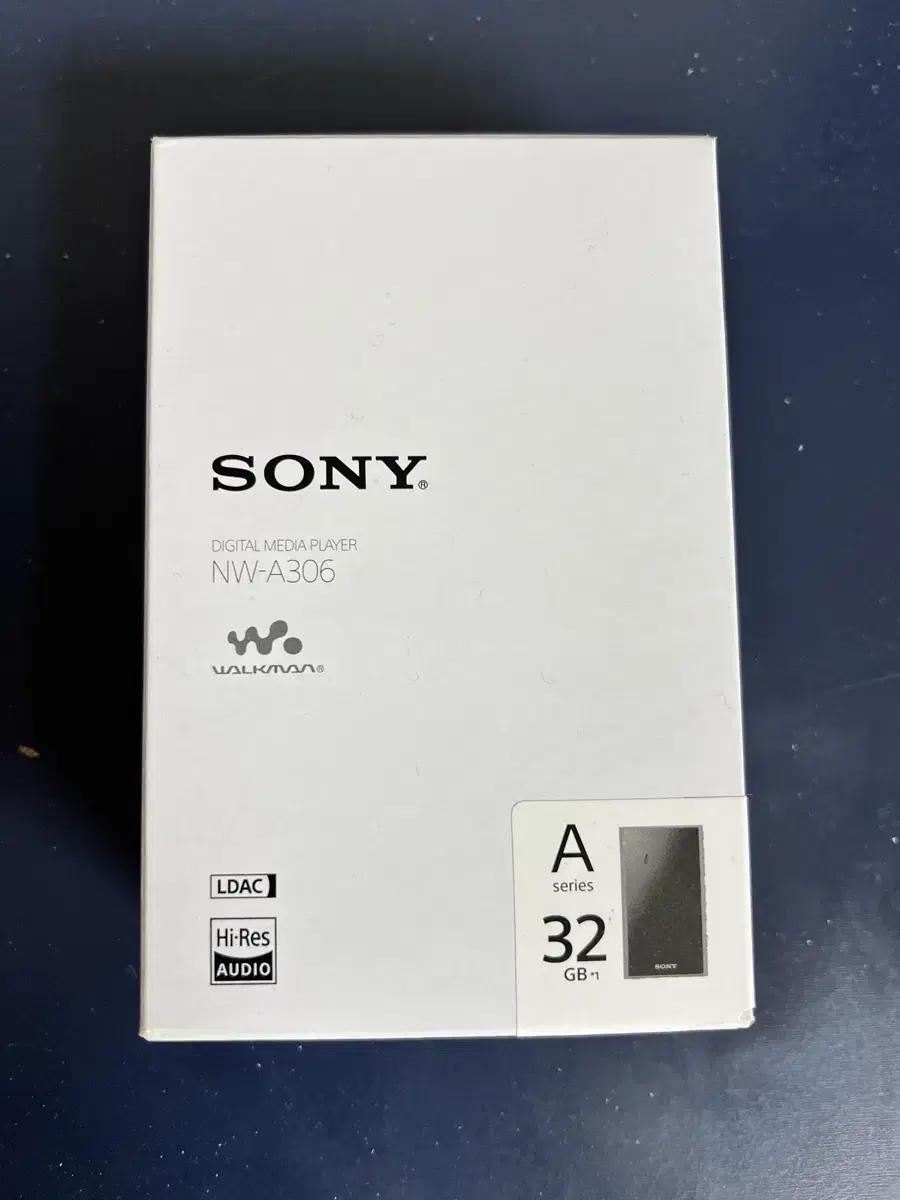 SONY®
DIGITAL MEDIA PLAYER
NW-A306
WALKMAN®
LDAC
Hi-Res
AUDIO
A
series
32
GB *1
SONY